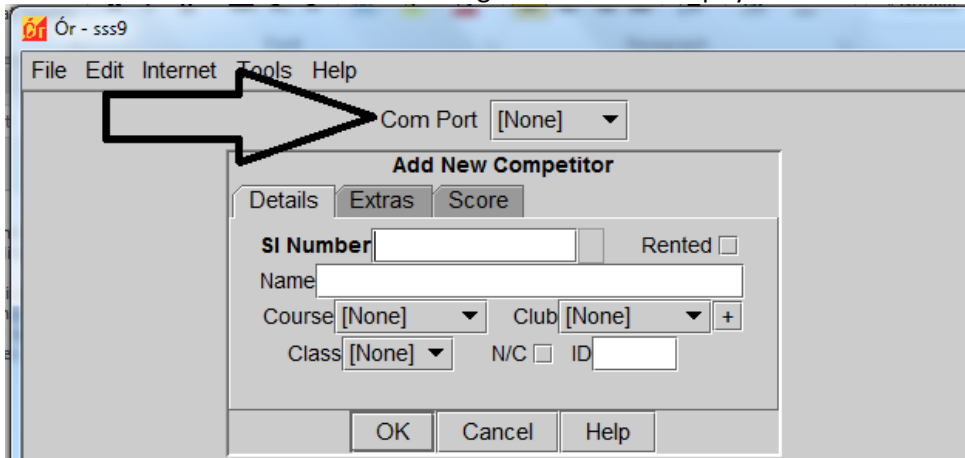 Ór Ór - sss9
File Edit Internet Tools Help
Com Port [None]
Add New Competitor
Details Extras Score
SI Number Rented
Name
Course [None] Club [None] +
Class [None] N/C ID
OK Cancel Help